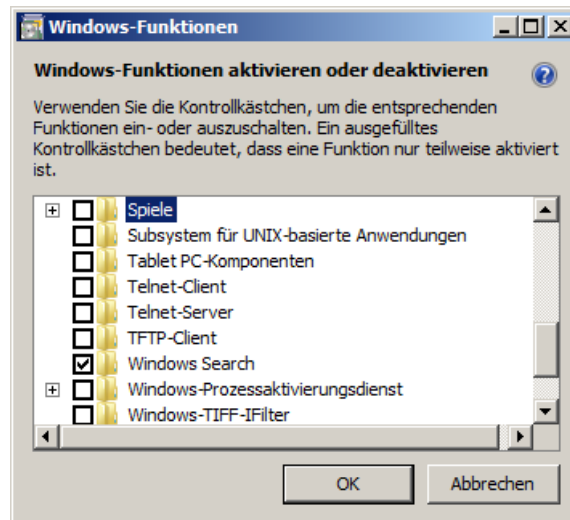 Windows-Funktionen
Windows-Funktionen aktivieren oder deaktivieren
Verwenden Sie die Kontrollkästchen, um die entsprechenden
Funktionen ein- oder auszuschalten. Ein ausgefülltes
Kontrollkästchen bedeutet, dass eine Funktion nur teilweise aktiviert
ist.
Spiele
Subsystem für UNIX-basierte Anwendungen
Tablet PC-Komponenten
Telnet-Client
Telnet-Server
TFTP-Client
Windows Search
Windows-Prozessaktivierungsdienst
Windows-TIFF-IFilter
OK Abbrechen